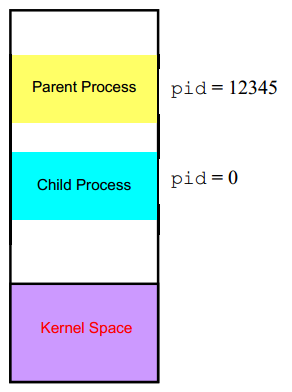 Parent Process pid = 12345
Child Process pid = 0
Kernel Space